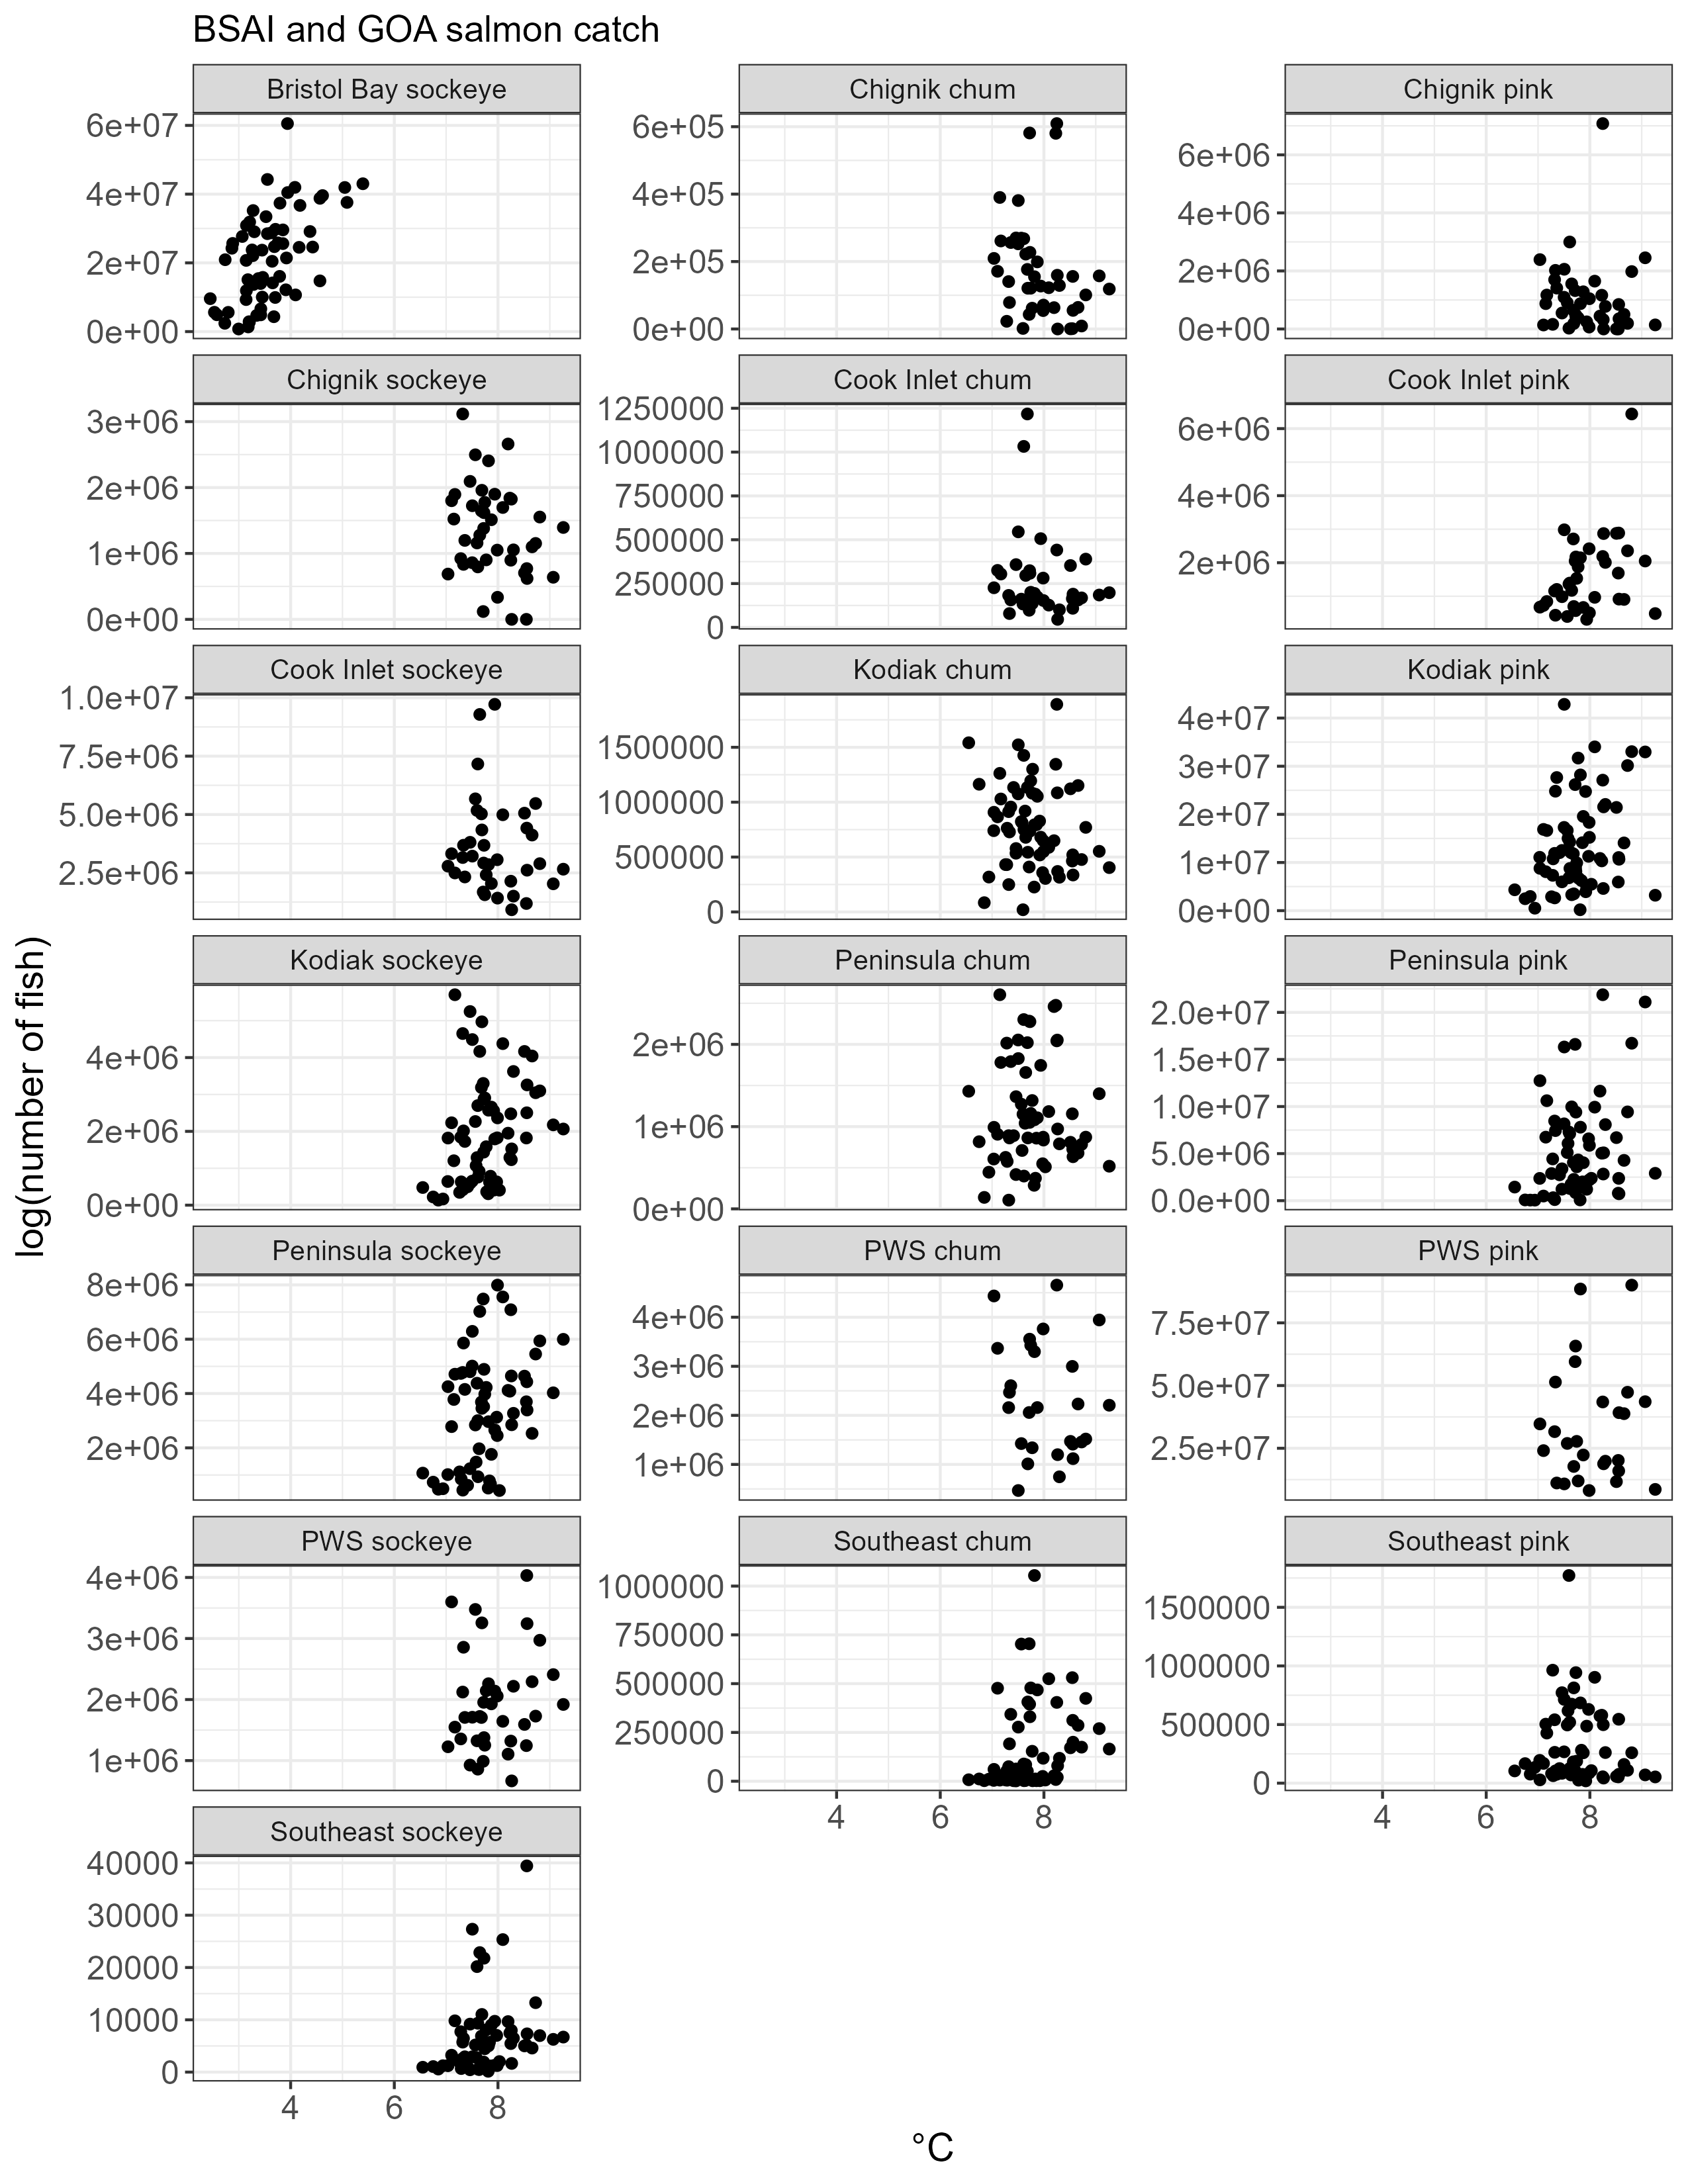 BSAI and GOA salmon catch
Bristol Bay sockeye
6e+07
4e+07
2e+07
0e+00
Chignik chum
6e+05
4e+05
2e+05
0e+00
Chignik pink
6e+06
4e+06
2e+06
0e+00
Chignik sockeye
3e+06
2e+06
1e+06
0e+00
Cook Inlet chum
1250000
1000000
750000
500000
250000
0
Cook Inlet pink
6e+06
4e+06
2e+06
Cook Inlet sockeye
1.0e+07
7.5e+06
5.0e+06
2.5e+06
Kodiak chum
1500000
1000000
500000
0
Kodiak pink
4e+07
3e+07
2e+07
1e+07
0e+00
Kodiak sockeye
4e+06
2e+06
0e+00
Peninsula chum
2e+06
1e+06
0e+00
Peninsula pink
2.0e+07
1.5e+07
1.0e+07
5.0e+06
0.0e+00
Peninsula sockeye
8e+06
6e+06
4e+06
2e+06
PWS chum
4e+06
3e+06
2e+06
1e+06
PWS pink
7.5e+07
5.0e+07
2.5e+07
PWS sockeye
4e+06
3e+06
2e+06
1e+06
Southeast chum
1000000
750000
500000
250000
0
4 6 8
Southeast pink
1500000
1000000
500000
0
4 6 8
Southeast sockeye
40000
30000
20000
10000
0
4 6 8
log(number of fish)
°C